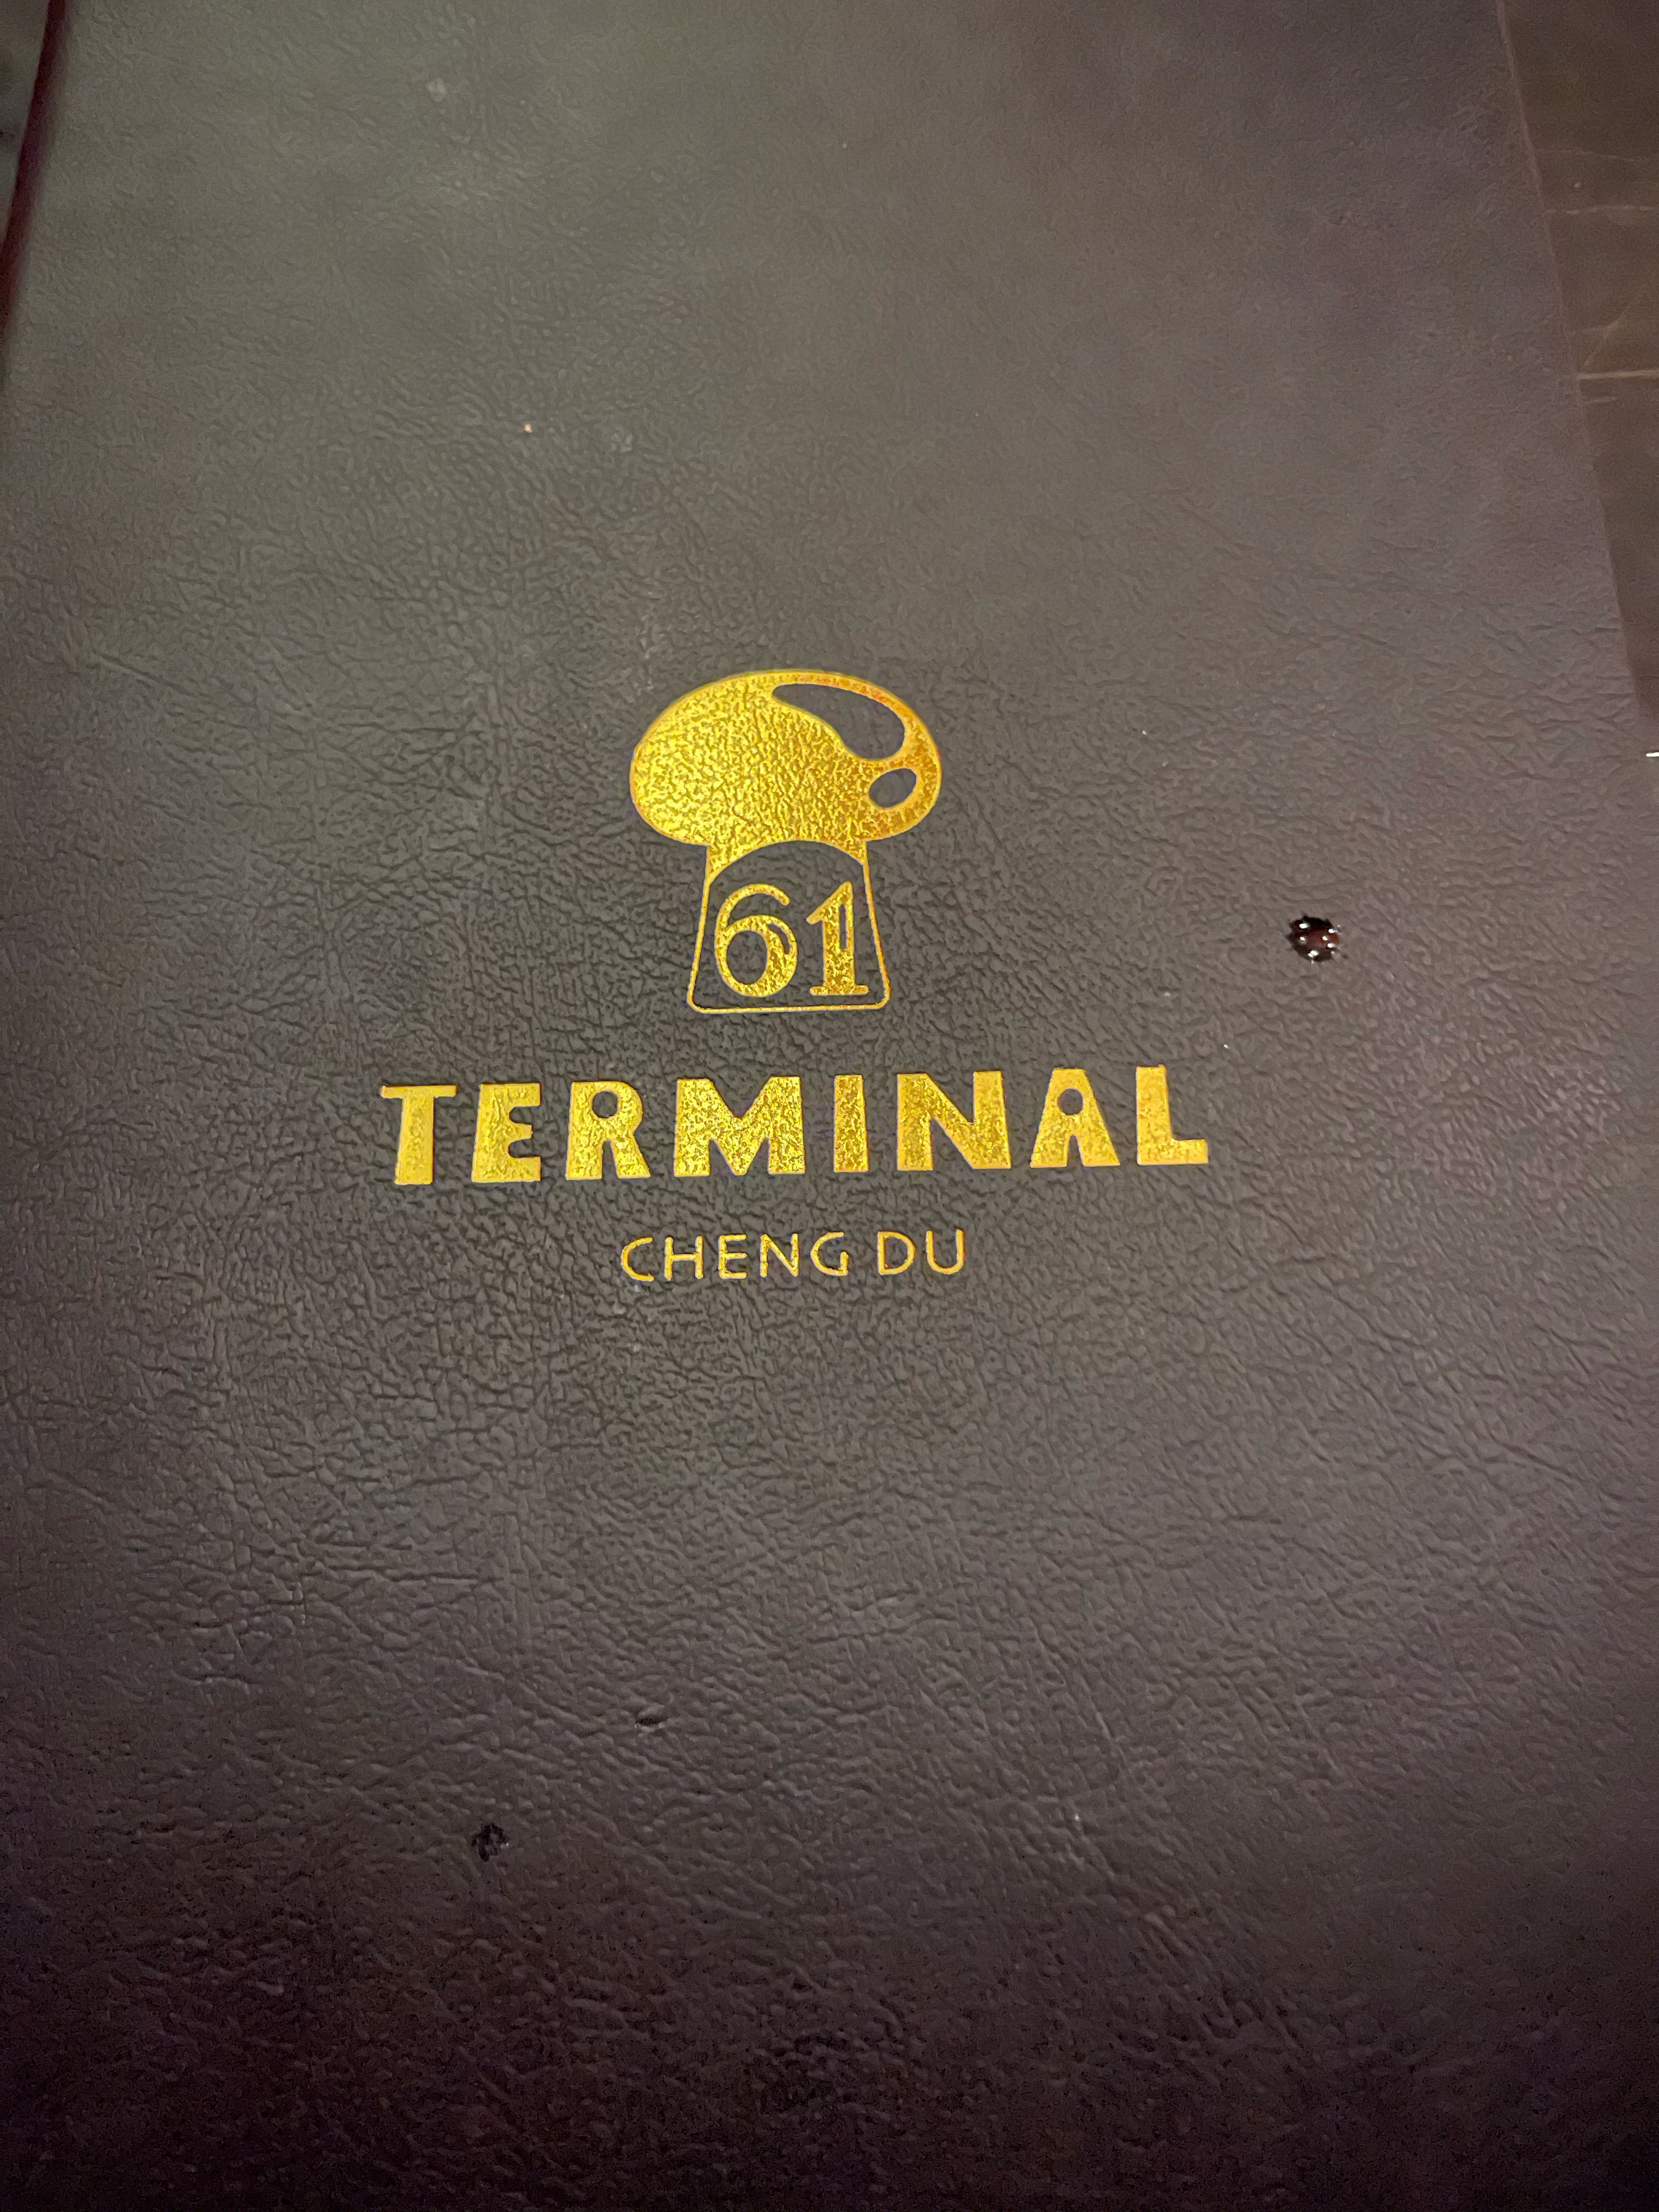 61
TERMINAL
CHENG DU